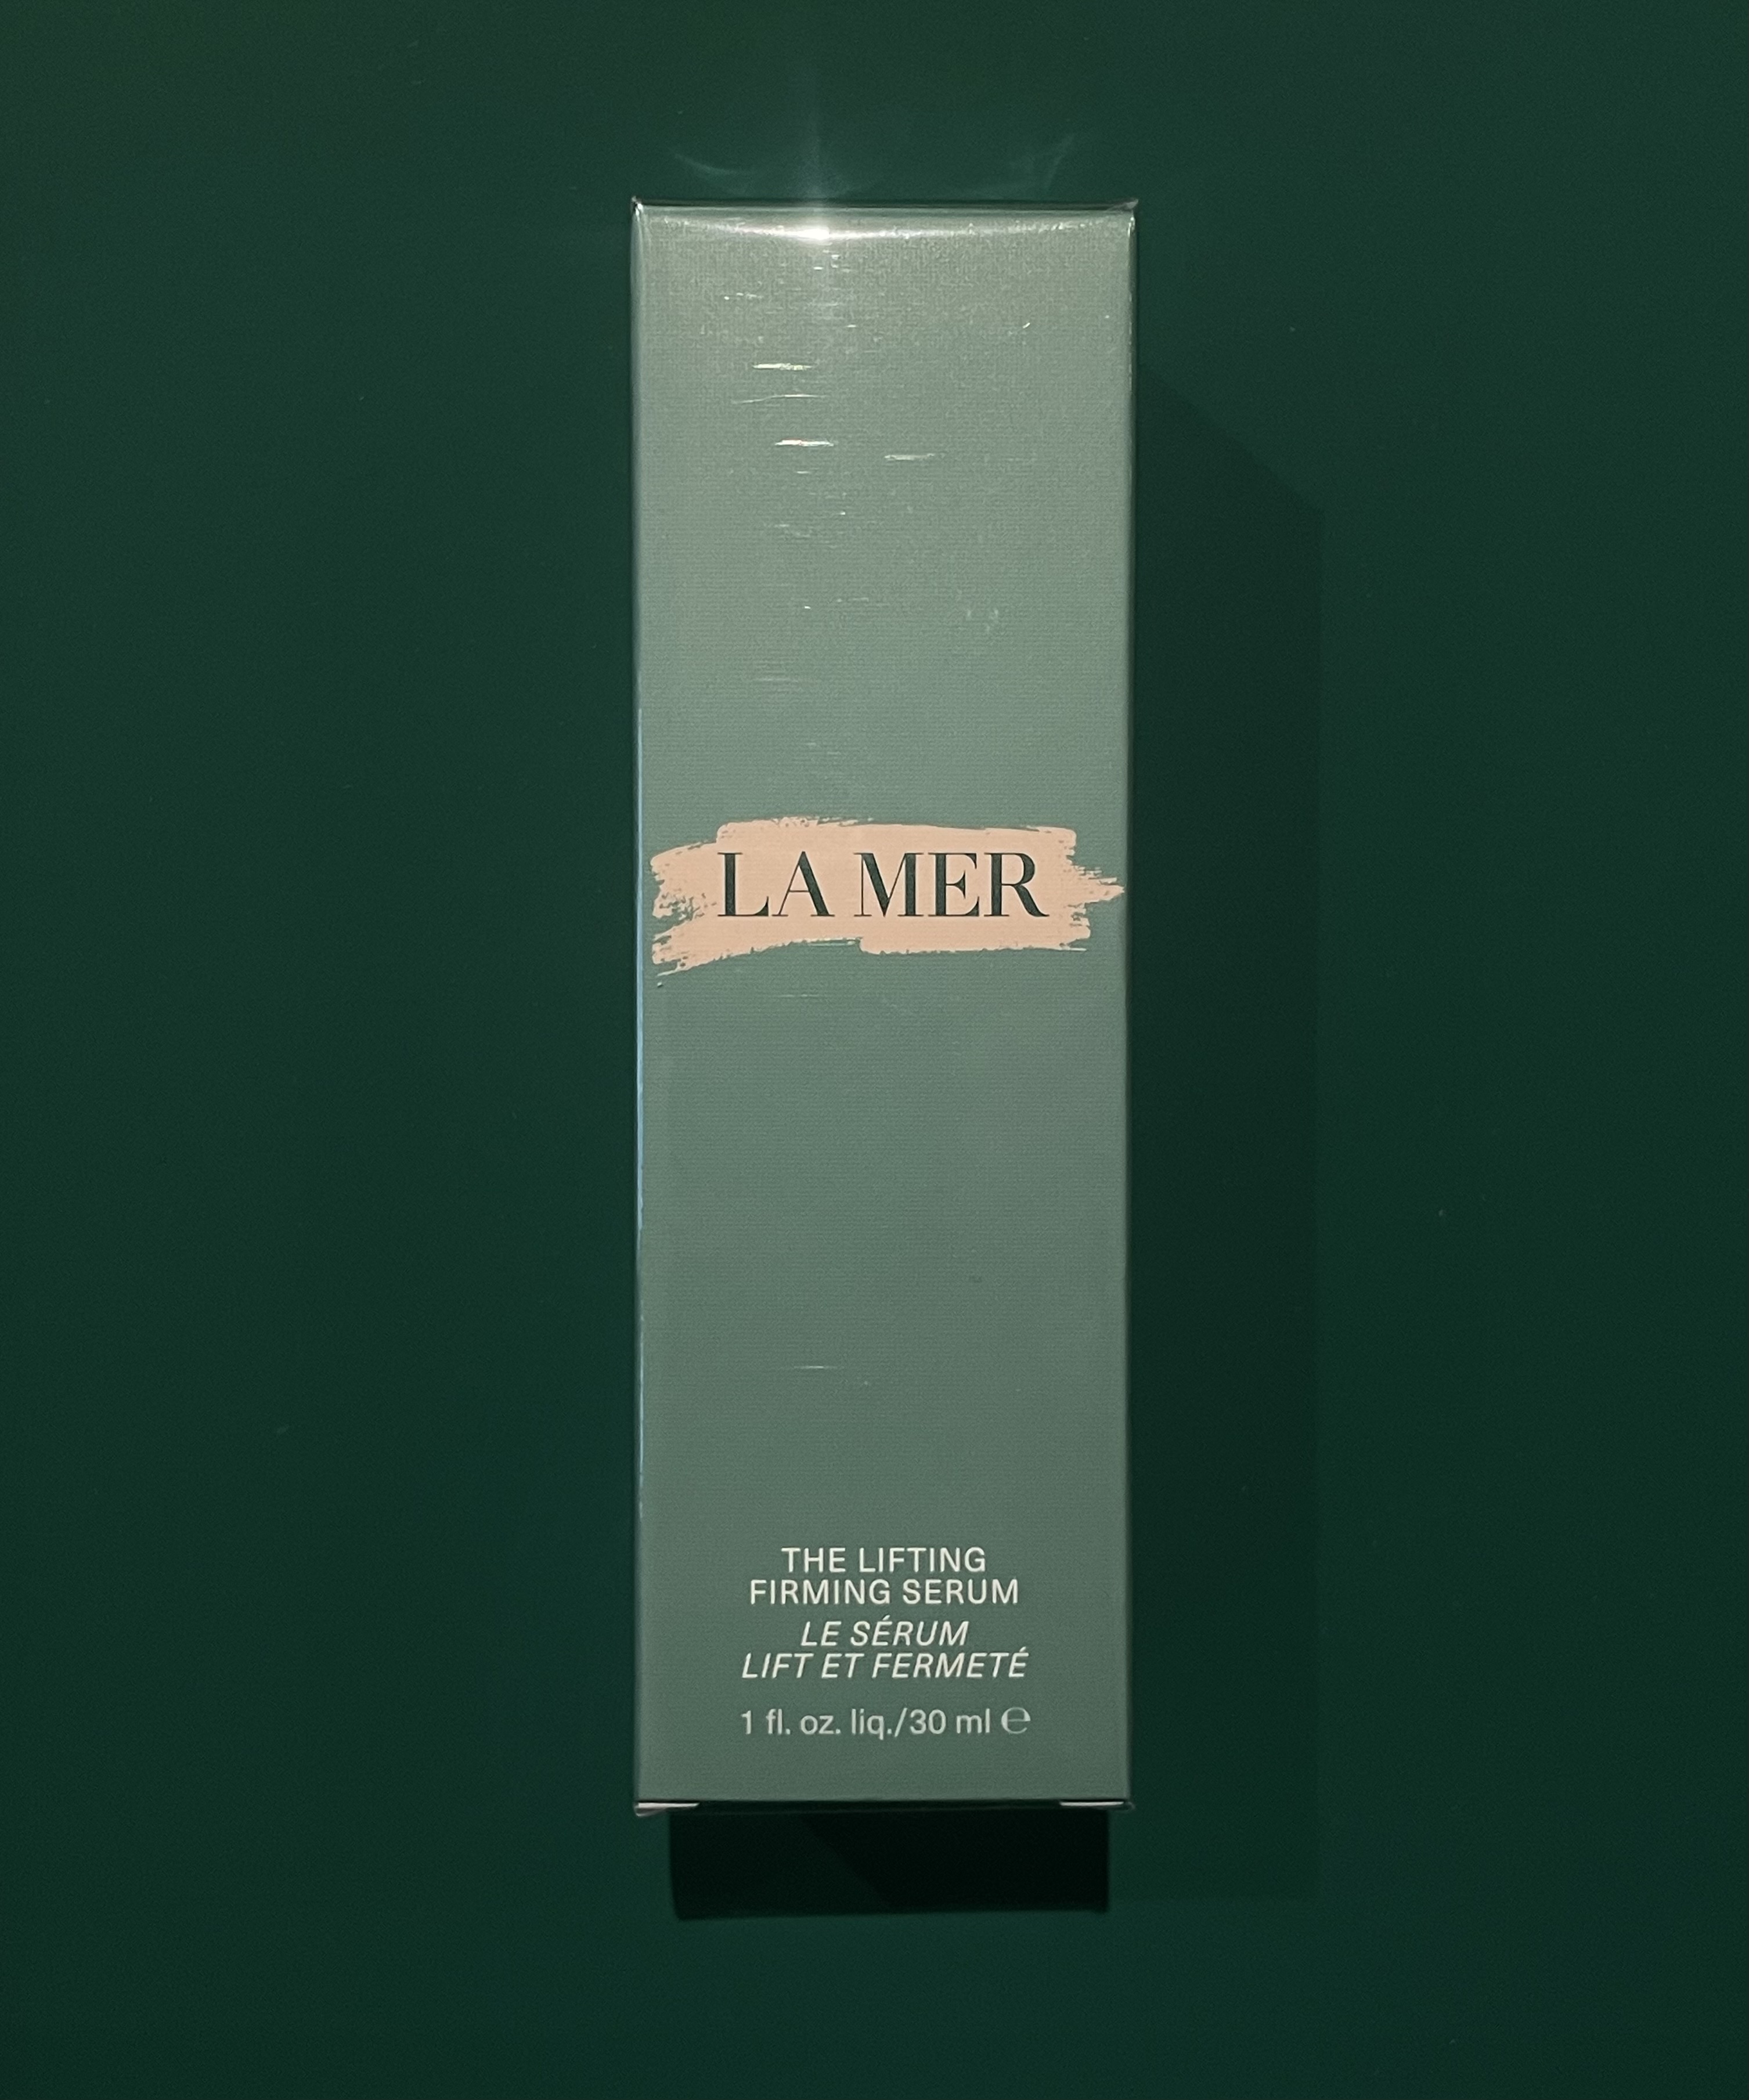 LA MER
THE LIFTING
FIRMING SERUM
LE SÉRUM
LIFT ET FERMETÉ
1 fl. oz. liq./30 ml ℮